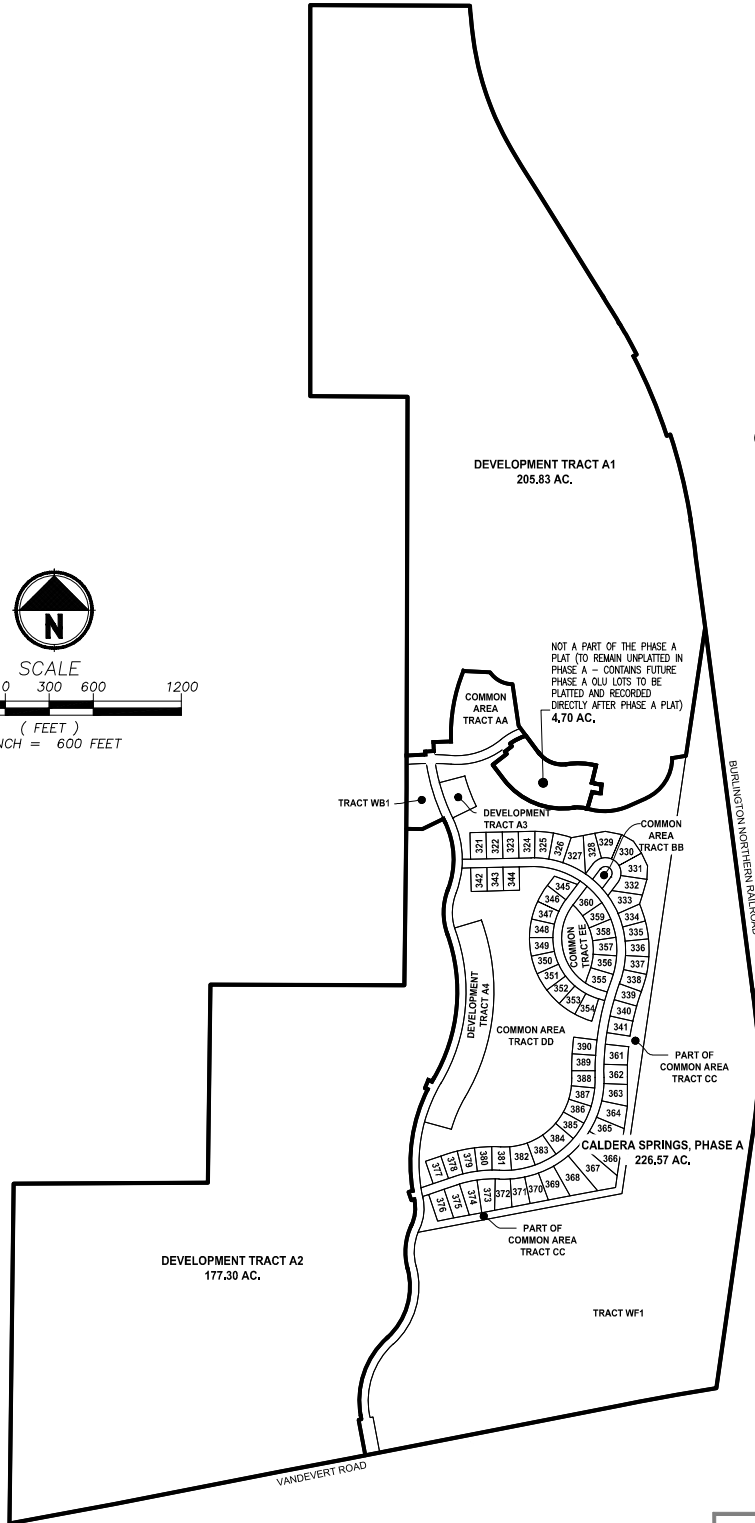 DEVELOPMENT TRACT A1
205.83 AC.
N
SCALE
0 300 600 1200
( FEET )
NCH = 600 FEET
NOT A PART OF THE PHASE A
PLAT (TO REMAIN UNPLATTED IN
PHASE A – CONTAINS FUTURE
PHASE A OLU LOTS TO BE
PLATTED AND RECORDED
DIRECTLY AFTER PHASE A PLAT)
4.70 AC.
COMMON
AREA
TRACT AA
BURLINGTON NORTHERN RAILROAD
TRACT WB1
DEVELOPMENT
TRACT A3
COMMON
AREA
TRACT BB
321
322
323
324
325
326
327
328
329
330
331
332
333
334
335
336
337
338
339
340
341
342
343
344
345
346
347
348
349
350
351
352
353
354
355
356
357
358
359
360
COMMON
TRACT EE
DEVELOPMENT
TRACT A4
COMMON AREA
TRACT DD
PART OF
COMMON AREA
TRACT CC
390
389
388
387
386
385
384
383
382
381
380
379
378
377
361
362
363
364
365
366
367
368
369
370
371
372
373
374
375
376
CALDERA SPRINGS, PHASE A
226.57 AC.
PART OF
COMMON AREA
TRACT CC
DEVELOPMENT TRACT A2
177.30 AC.
TRACT WF1
VANDEVERT ROAD